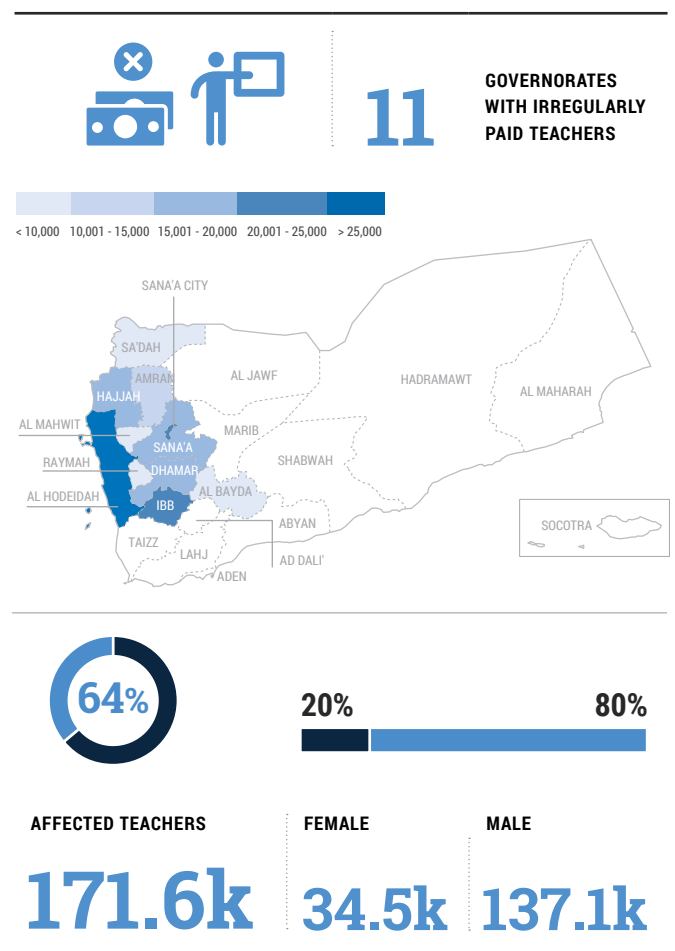 11
GOVERNORATES
WITH IRREGULARLY
PAID TEACHERS
< 10,000 10,001 - 15,000 15,001 - 20,000 20,001 - 25,000 > 25,000
SANA'A CITY
SA'DAH
AMRAN
AL JAWF
HADRAMAWT
AL MAHARAH
HAJJAH
AL MAHWIT
MARIB
SANA'A
SHABWAH
RAYMAH
DHAMAR
AL HODEIDAH
AL BAYDA
IBB
ABYAN
SOCOTRA
TAIZZ
LAHJ
AD DALI'
ADEN
64%
20% 80%
AFFECTED TEACHERS
FEMALE
MALE
171.6k
34.5k
137.1k